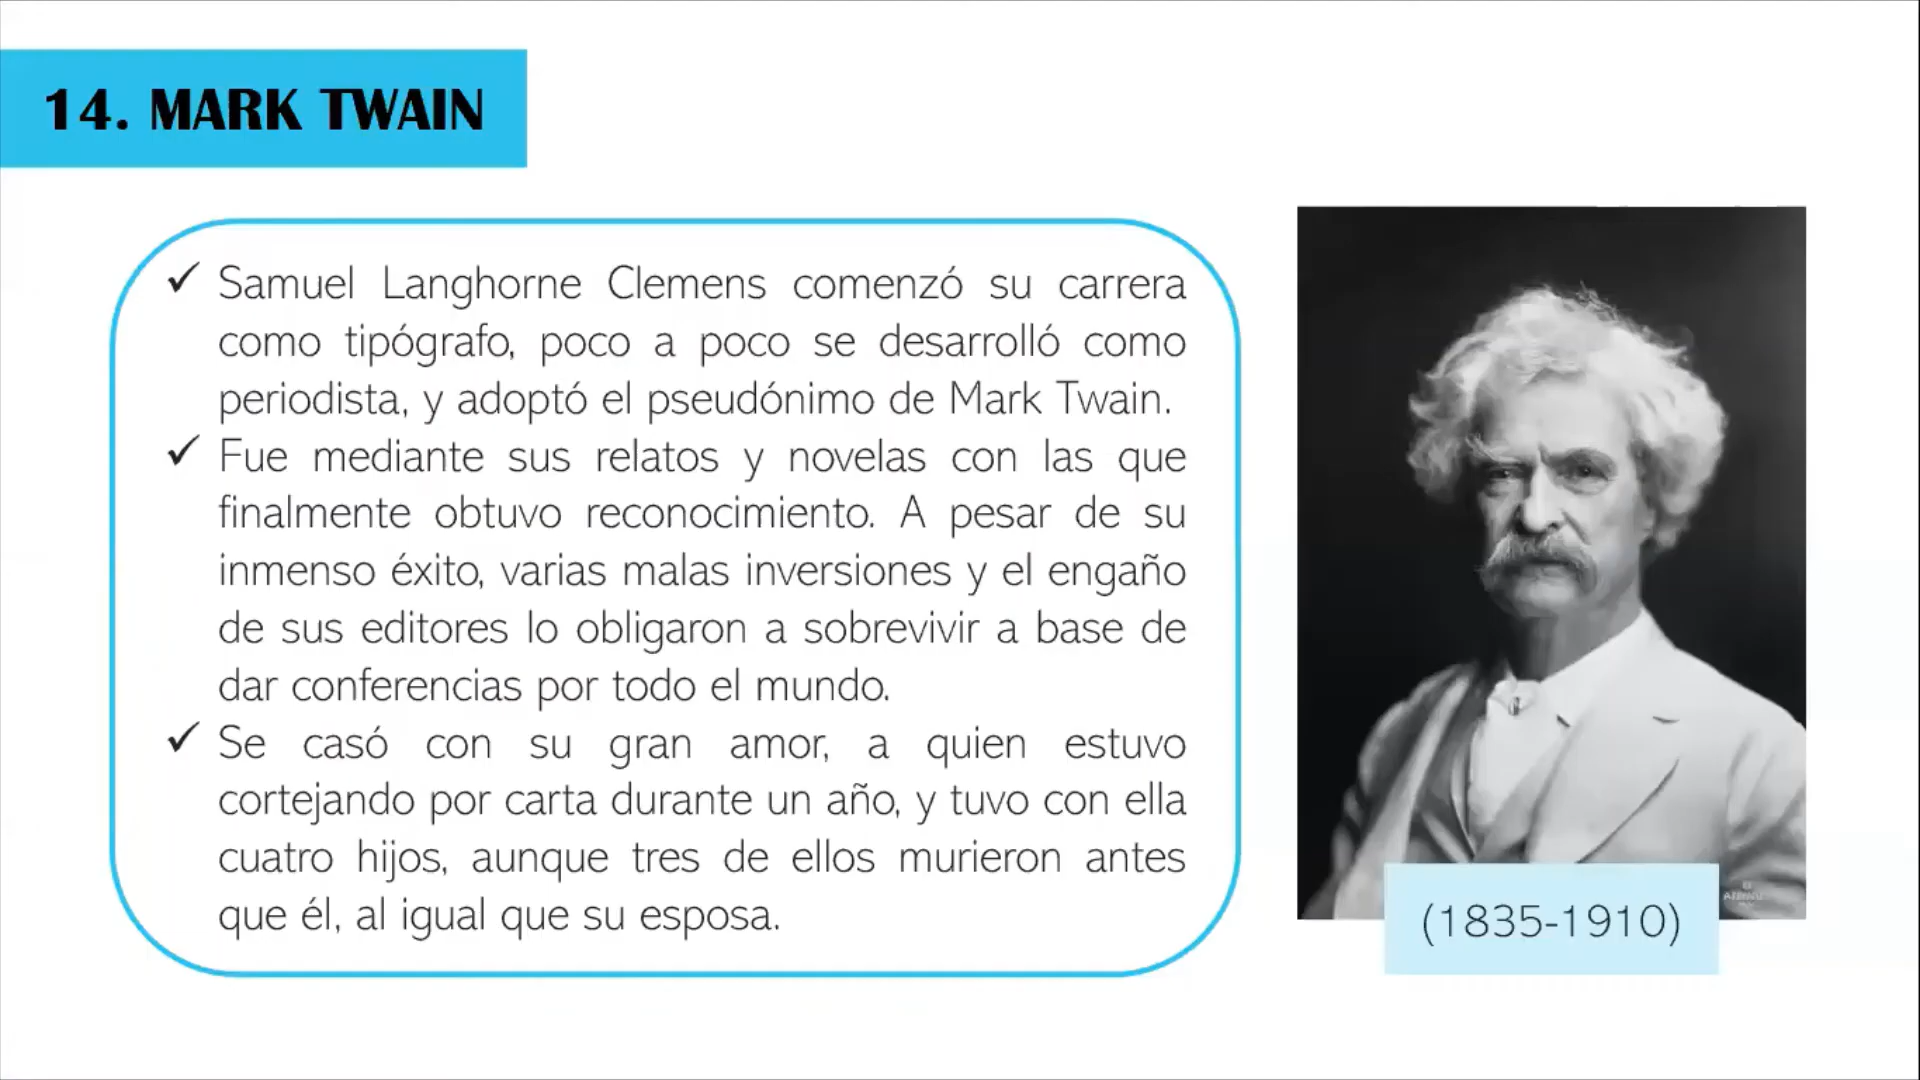 14. MARK TWAIN
✓ Samuel Langhorne Clemens comenzó su carrera
como tipógrafo, poco a poco se desarrolló como
periodista, y adoptó el pseudónimo de Mark Twain.
✓ Fue mediante sus relatos y novelas con las que
finalmente obtuvo reconocimiento. A pesar de su
inmenso éxito, varias malas inversiones y el engaño
de sus editores lo obligaron a sobrevivir a base de
dar conferencias por todo el mundo.
✓ Se casó con su gran amor, a quien estuvo
cortejando por carta durante un año, y tuvo con ella
cuatro hijos, aunque tres de ellos murieron antes
que él, al igual que su esposa.
(1835-1910)